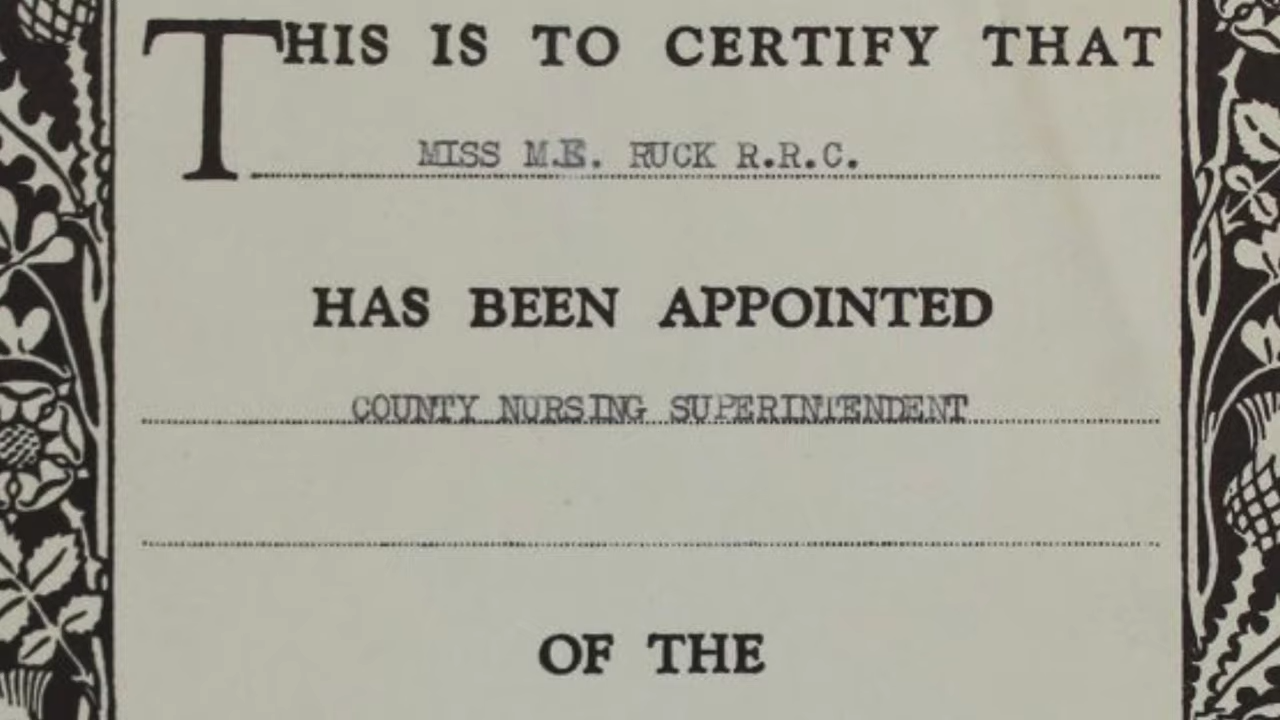 THIS IS TO CERTIFY THAT
MISS M.E. RUCK R.R.C.
HAS BEEN APPOINTED
COUNTY NURSING SUPERINTENDENT
OF THE